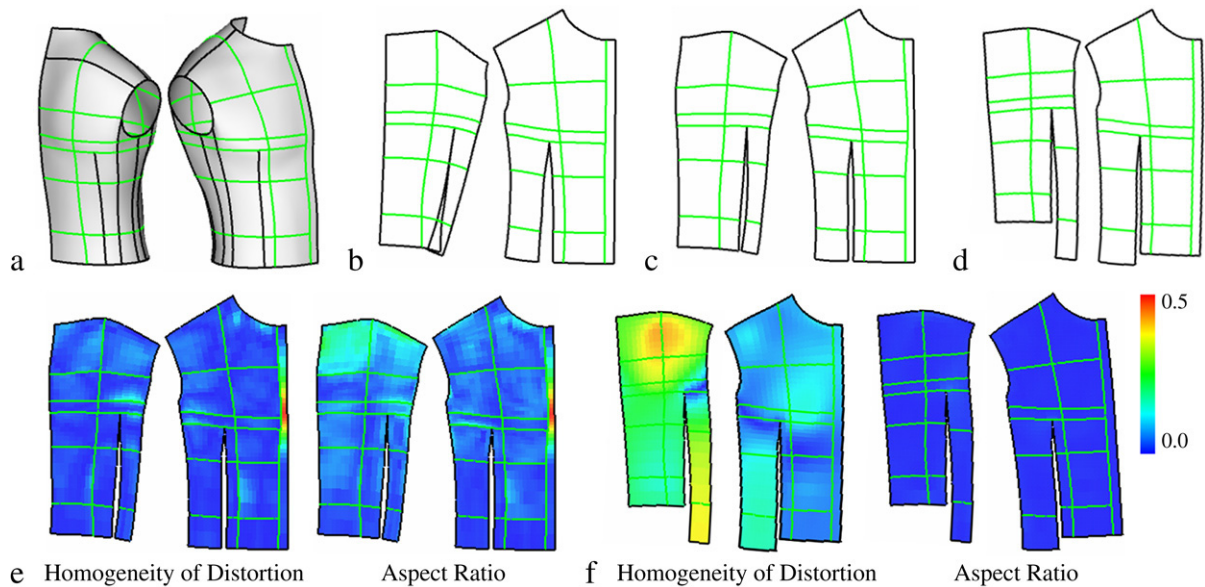 a
b
c
d
0.5
0.0
e Homogeneity of Distortion Aspect Ratio f Homogeneity of Distortion Aspect Ratio